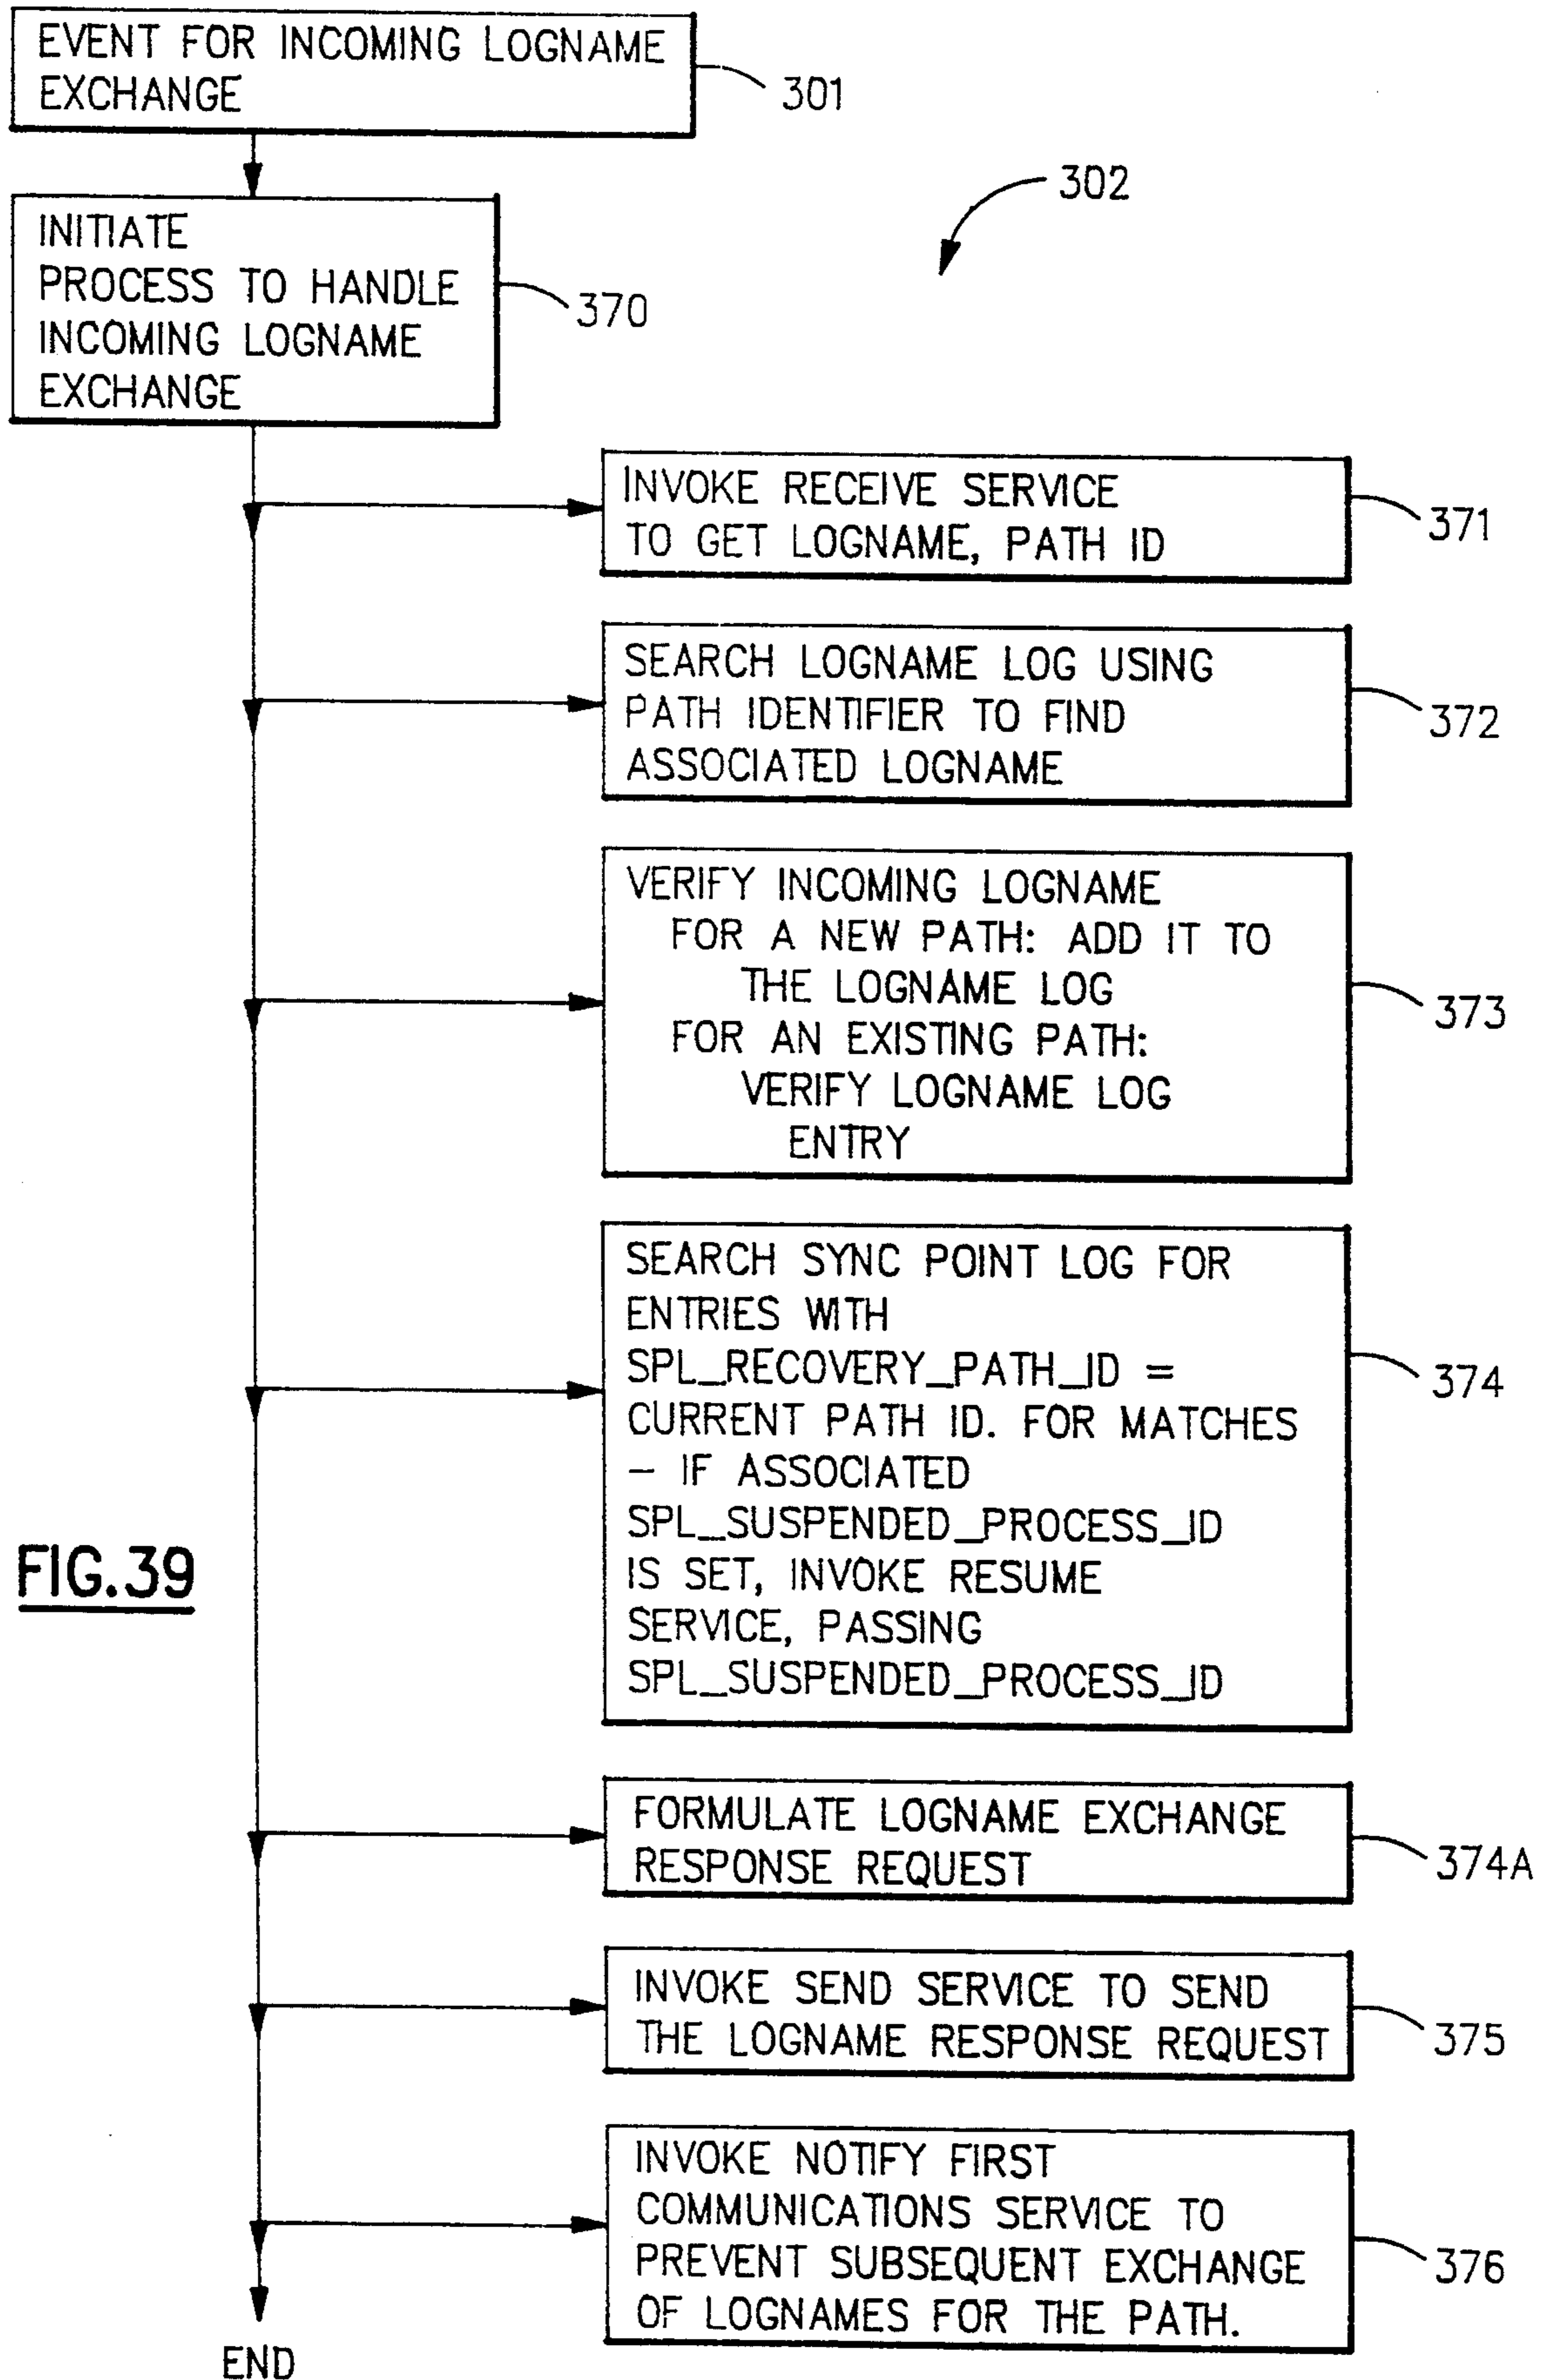 EVENT FOR INCOMING LOGNAME
EXCHANGE
301
302
INITIATE
PROCESS TO HANDLE
INCOMING LOGNAME
EXCHANGE
370
INVOKE RECEIVE SERVICE
TO GET LOGNAME, PATH ID
371
SEARCH LOGNAME LOG USING
PATH IDENTIFIER TO FIND
ASSOCIATED LOGNAME
372
VERIFY INCOMING LOGNAME
FOR A NEW PATH: ADD IT TO
THE LOGNAME LOG
FOR AN EXISTING PATH:
VERIFY LOGNAME LOG
ENTRY
373
SEARCH SYNC POINT LOG FOR
ENTRIES WITH
SPL_RECOVERY_PATH_ID =
CURRENT PATH ID. FOR MATCHES
– IF ASSOCIATED
SPL_SUSPENDED_PROCESS_ID
IS SET, INVOKE RESUME
SERVICE, PASSING
SPL_SUSPENDED_PROCESS_ID
374
FIG.39
FORMULATE LOGNAME EXCHANGE
RESPONSE REQUEST
374A
INVOKE SEND SERVICE TO SEND
THE LOGNAME RESPONSE REQUEST
375
INVOKE NOTIFY FIRST
COMMUNICATIONS SERVICE TO
PREVENT SUBSEQUENT EXCHANGE
OF LOGNAMES FOR THE PATH.
376
END